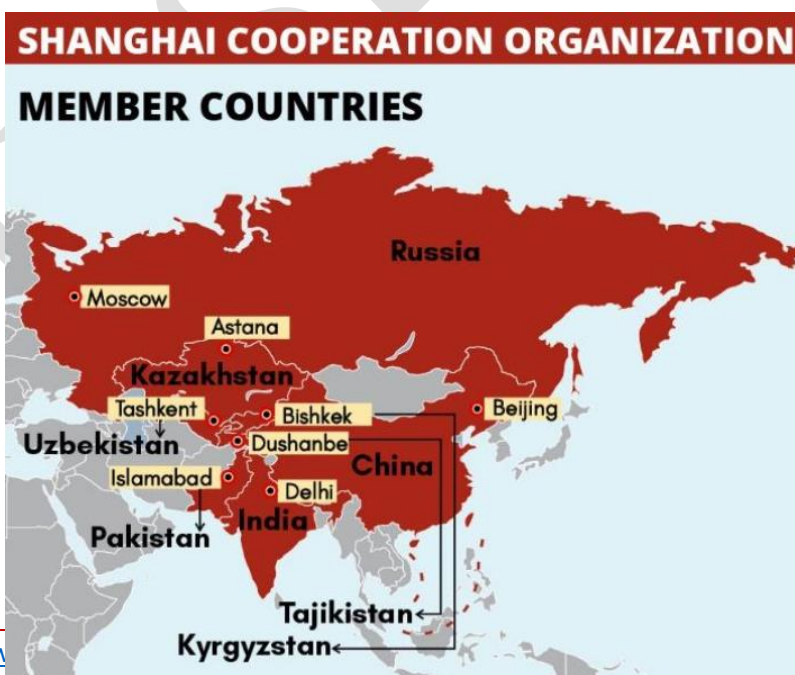 SHANGHAI COOPERATION ORGANIZATION
MEMBER COUNTRIES
Russia
Moscow
Astana
Kazakhstan
Tashkent
Bishkek
Beijing
Uzbekistan
Dushanbe
China
Islamabad
Delhi
India
Pakistan
Tajikistan
Kyrgyzstan